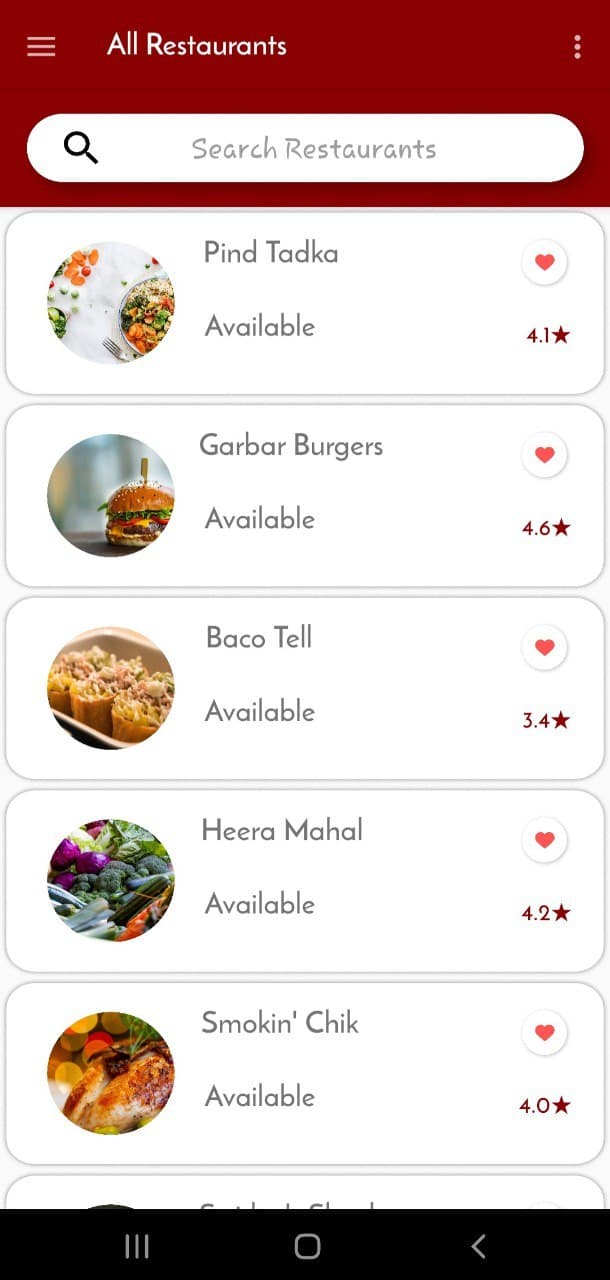 All Restaurants
Search Restaurants
Pind Tadka
Available
4.1★
Garbar Burgers
Available
4.6★
Baco Tell
Available
3.4★
Heera Mahal
Available
4.2★
Smokin' Chik
Available
4.0★